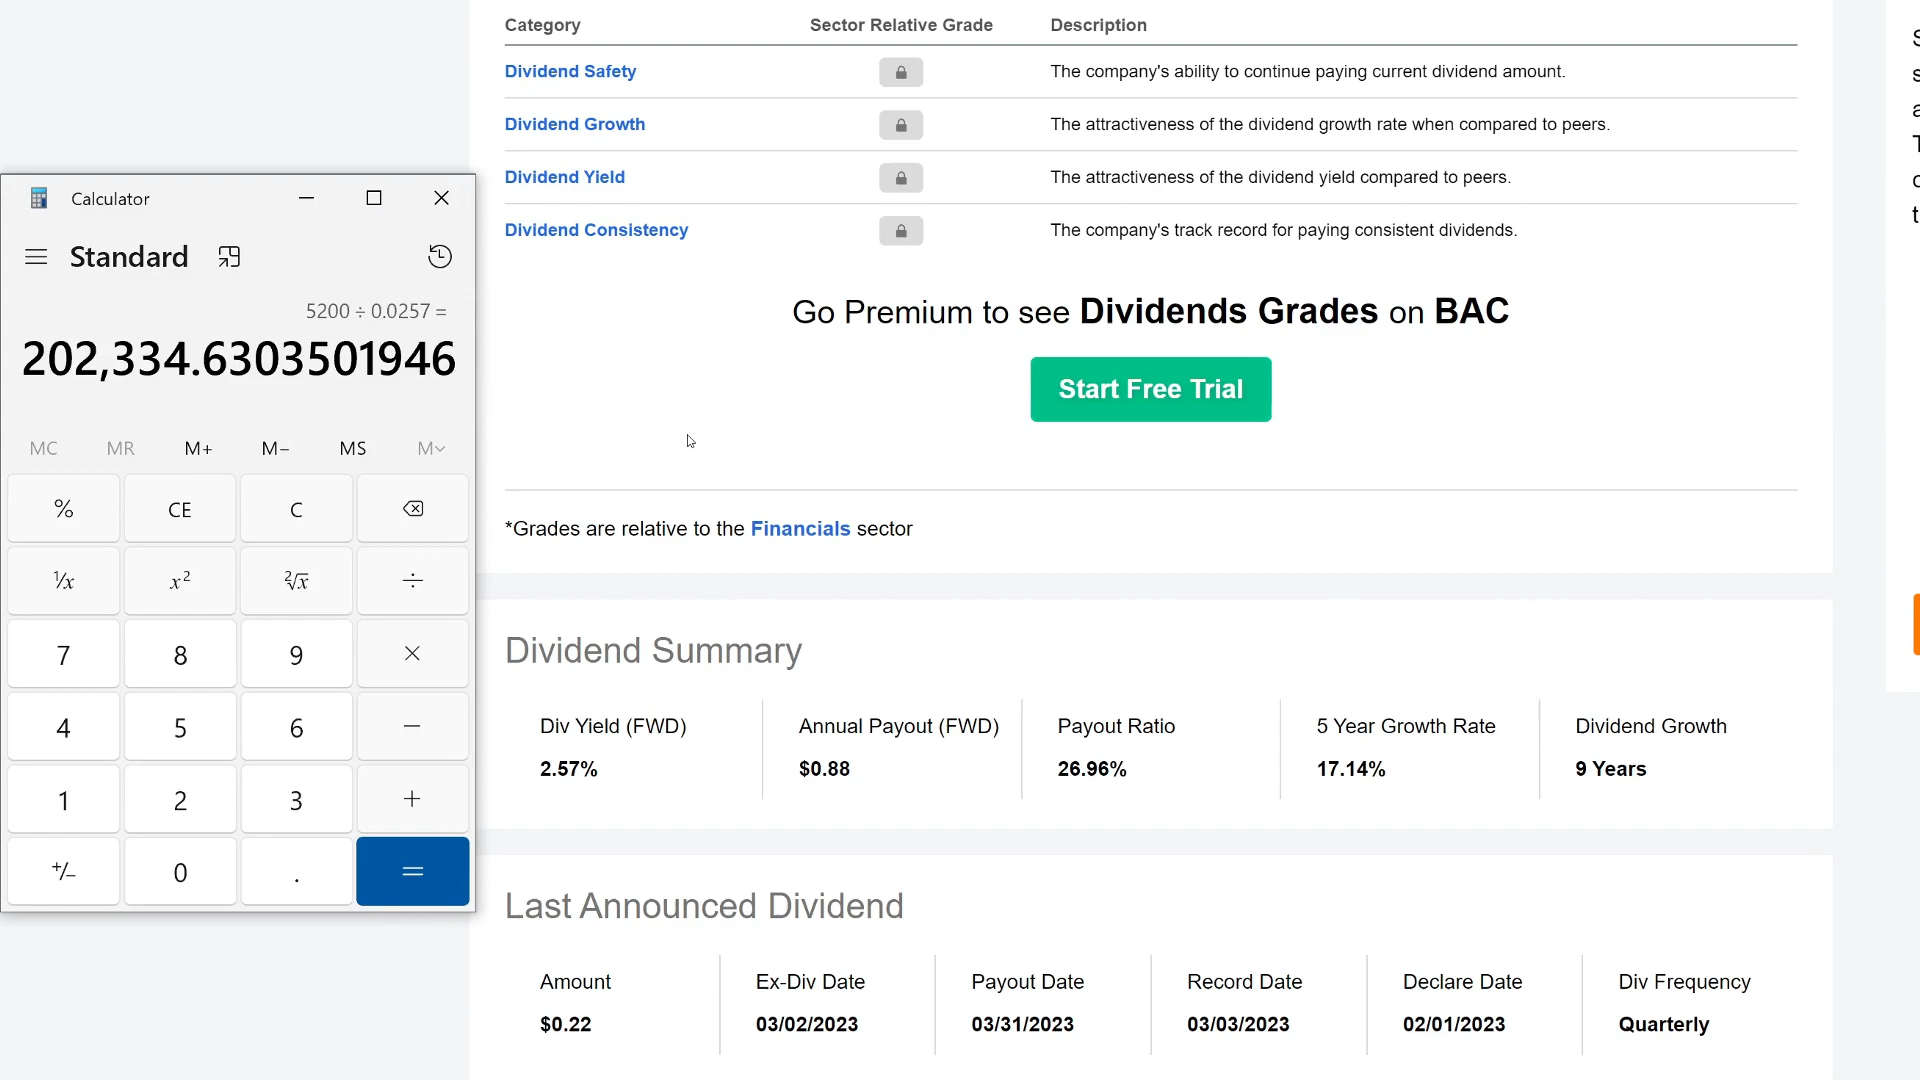 Calculator
Standard
5200 ÷ 0.0257 =
202,334.6303501946
MC MR M+ M− MS M
% CE C
¹⁄x x² ²√x ÷
7 8 9 ×
4 5 6 −
1 2 3 +
+/− 0 . =
Category Sector Relative Grade Description
Dividend Safety The company's ability to continue paying current dividend amount.
Dividend Growth The attractiveness of the dividend growth rate when compared to peers.
Dividend Yield The attractiveness of the dividend yield compared to peers.
Dividend Consistency The company's track record for paying consistent dividends.
Go Premium to see Dividends Grades on BAC
Start Free Trial
*Grades are relative to the Financials sector
Dividend Summary
Div Yield (FWD) Annual Payout (FWD) Payout Ratio 5 Year Growth Rate Dividend Growth
2.57% $0.88 26.96% 17.14% 9 Years
Last Announced Dividend
Amount Ex-Div Date Payout Date Record Date Declare Date Div Frequency
$0.22 03/02/2023 03/31/2023 03/03/2023 02/01/2023 Quarterly